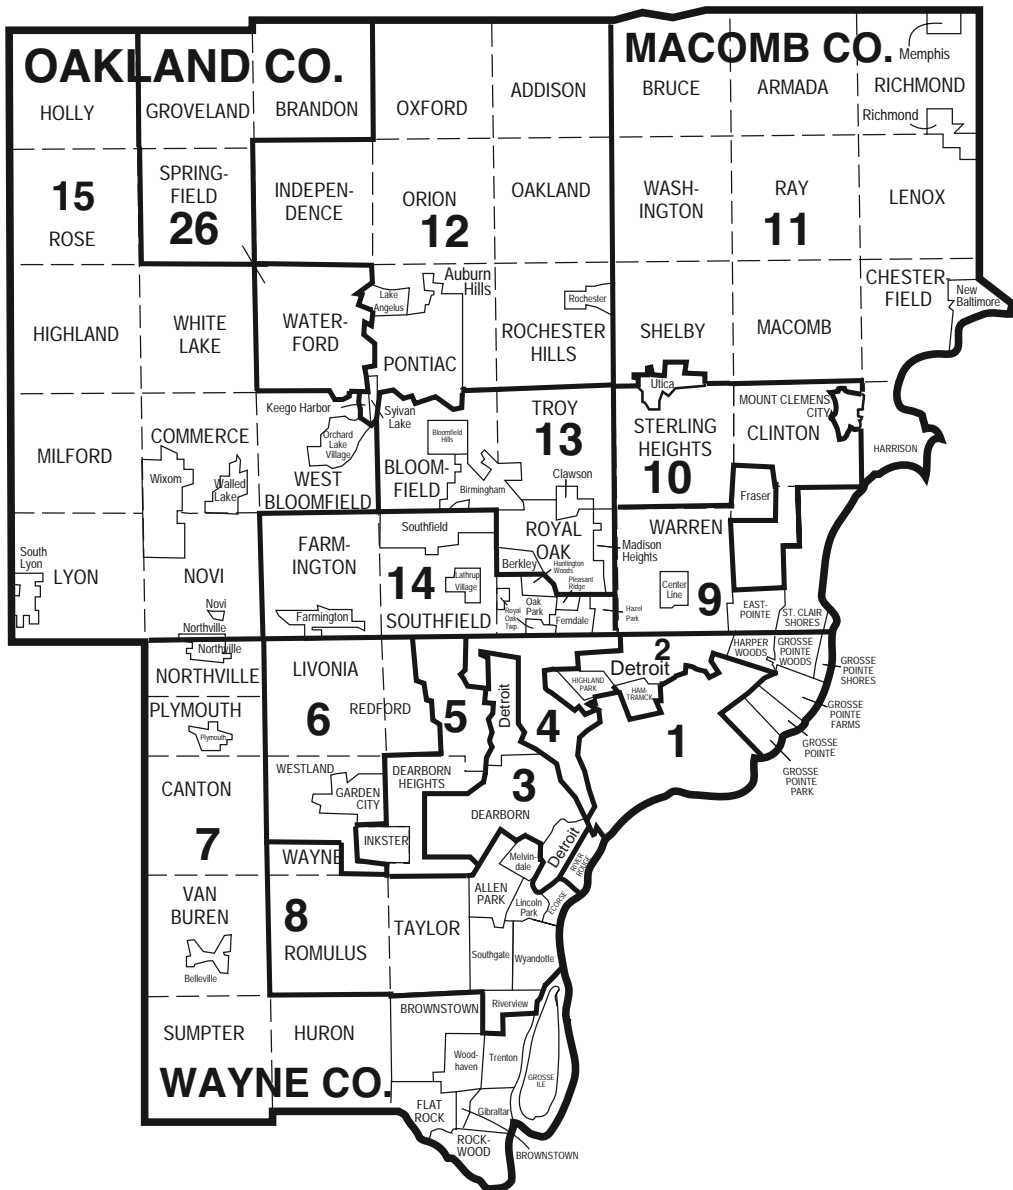 OAKLAND CO.
MACOMB CO.
Memphis
HOLLY
GROVELAND
BRANDON
OXFORD
ADDISON
BRUCE
ARMADA
RICHMOND
Richmond
15
ROSE
SPRING-
FIELD
26
INDEPEN-
DENCE
ORION
12
OAKLAND
WASH-
INGTON
RAY
11
LENOX
HIGHLAND
WHITE
LAKE
WATER-
FORD
Lake
Angelus
Auburn
Hills
PONTIAC
Rochester
ROCHESTER
HILLS
SHELBY
MACOMB
CHESTER-
FIELD
New
Baltimore
Utica
Keego Harbor
Sylvan
Lake
MILFORD
COMMERCE
Wixom
Walled
Lake
Orchard
Lake
Village
WEST
BLOOMFIELD
Bloomfield
Hills
BLOOM-
FIELD
Birmingham
TROY
13
Clawson
STERLING
HEIGHTS
10
MOUNT CLEMENS
CITY
CLINTON
HARRISON
Fraser
South
Lyon
LYON
NOVI
Novi
Northville
FARM-
INGTON
Farmington
Southfield
14
Lathrup
Village
SOUTHFIELD
ROYAL
OAK
Berkley
Huntington
Woods
Pleasant
Ridge
Royal
Oak
Twp.
Oak
Park
Ferndale
Madison
Heights
Hazel
Park
WARREN
Center
Line
9
EAST-
POINTE
ST. CLAIR
SHORES
Northville
NORTHVILLE
LIVONIA
REDFORD
6
5
Detroit
4
HIGHLAND
PARK
HAM-
TRAMCK
2
Detroit
1
HARPER
WOODS
GROSSE
POINTE
WOODS
GROSSE
POINTE
SHORES
GROSSE
POINTE
FARMS
GROSSE
POINTE
GROSSE
POINTE
PARK
PLYMOUTH
Plymouth
CANTON
7
WESTLAND
GARDEN
CITY
DEARBORN
HEIGHTS
3
DEARBORN
INKSTER
WAYNE
Melvin-
dale
Detroit
RIVER
ROUGE
VAN
BUREN
Belleville
8
ROMULUS
TAYLOR
ALLEN
PARK
Lincoln
Park
ECORSE
Southgate
Wyandotte
SUMPTER
HURON
BROWNSTOWN
Riverview
Wood-
haven
Trenton
GROSSE
ILE
WAYNE CO.
FLAT
ROCK
Gibraltar
ROCK-
WOOD
BROWNSTOWN